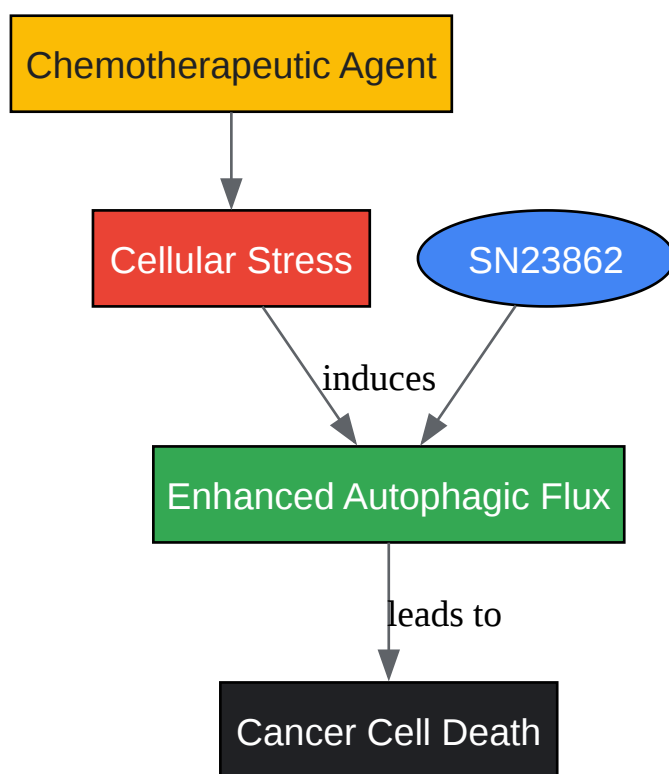 Chemotherapeutic Agent
Cellular Stress
SN23862
induces
Enhanced Autophagic Flux
leads to
Cancer Cell Death